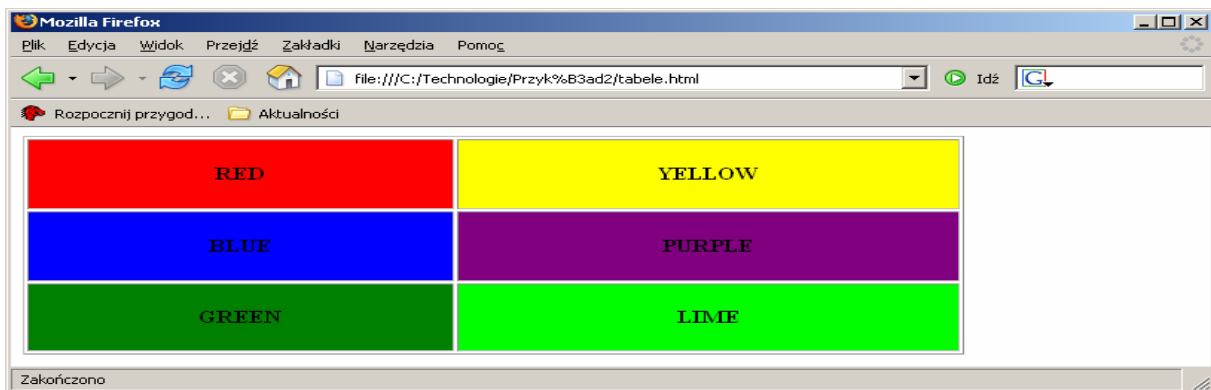 Mozilla Firefox
Plik Edycja Widok Przejdź Zakładki Narzędzia Pomoc
file:///C:/Technologie/Przyk%B3ad2/tabele.html Idź G
Rozpocznij przygod... Aktualności
RED YELLOW
BLUE PURPLE
GREEN LIME
Zakończono